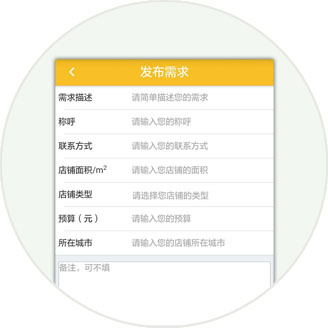 发布需求
需求描述 请简单描述您的需求
称呼 请输入您的称呼
联系方式 请输入您的联系方式
店铺面积/m² 请输入您店铺的面积
店铺类型 请选择您店铺的类型
预算（元） 请输入您的预算
所在城市 请输入您的店铺所在城市
备注，可不填